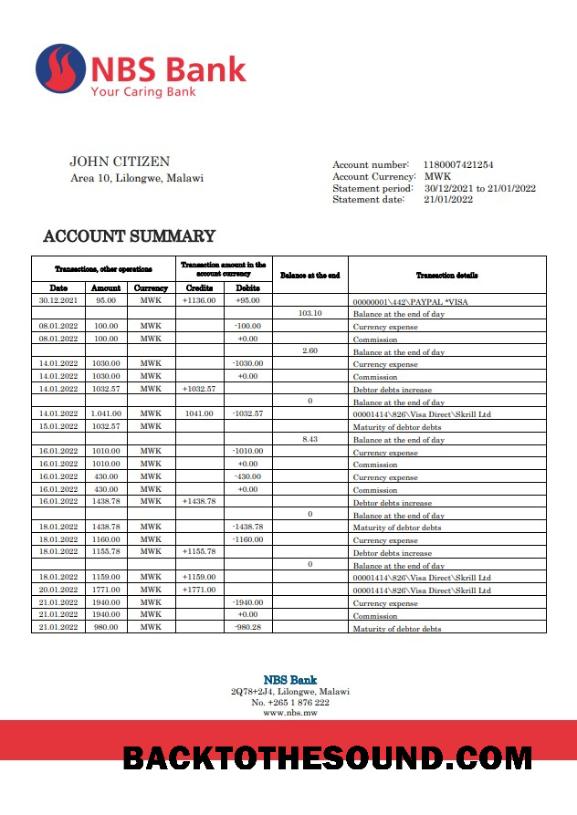 NBS Bank
Your Caring Bank
JOHN CITIZEN
Area 10, Lilongwe, Malawi
Account number: 1180007421254
Account Currency: MWK
Statement period: 30/12/2021 to 21/01/2022
Statement date: 21/01/2022
ACCOUNT SUMMARY
Transactions, other operations
Transaction amount in the account currency
Balance at the end
Transaction details
Date Amount Currency Credits Debits
30.12.2021 95.00 MWK +1136.00 +95.00 00000001\442\PAYPAL *VISA
103.10 Balance at the end of day
08.01.2022 100.00 MWK -100.00 Currency expense
08.01.2022 100.00 MWK +0.00 Commission
2.60 Balance at the end of day
14.01.2022 1030.00 MWK -1030.00 Currency expense
14.01.2022 1030.00 MWK +0.00 Commission
14.01.2022 1032.57 MWK +1032.57 Debtor debts increase
0 Balance at the end of day
14.01.2022 1.041.00 MWK 1041.00 -1032.57 00001414\826\Visa Direct\Skrill Ltd
15.01.2022 1032.57 MWK Maturity of debtor debts
8.43 Balance at the end of day
16.01.2022 1010.00 MWK -1010.00 Currency expense
16.01.2022 1010.00 MWK +0.00 Commission
16.01.2022 430.00 MWK -430.00 Currency expense
16.01.2022 430.00 MWK +0.00 Commission
16.01.2022 1438.78 MWK +1438.78 Debtor debts increase
0 Balance at the end of day
18.01.2022 1438.78 MWK -1438.78 Maturity of debtor debts
18.01.2022 1160.00 MWK -1160.00 Currency expense
18.01.2022 1155.78 MWK +1155.78 Debtor debts increase
0 Balance at the end of day
18.01.2022 1159.00 MWK +1159.00 00001414\826\Visa Direct\Skrill Ltd
20.01.2022 1771.00 MWK +1771.00 00001414\826\Visa Direct\Skrill Ltd
21.01.2022 1940.00 MWK -1940.00 Currency expense
21.01.2022 1940.00 MWK +0.00 Commission
21.01.2022 980.00 MWK -980.28 Maturity of debtor debts
NBS Bank
2Q78+2J4, Lilongwe, Malawi
No. +265 1 876 222
www.nbs.mw
BACKTOTHESOUND.COM